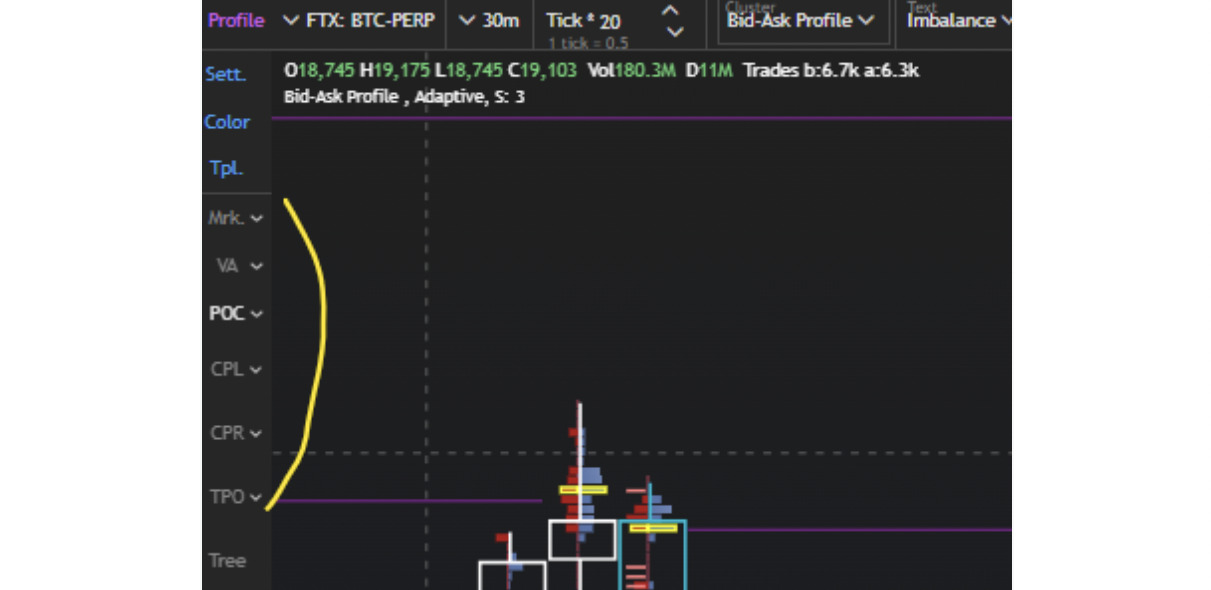 Profile FTX: BTC-PERP 30m Tick * 20 Cluster Bid-Ask Profile Text Imbalance
1 tick = 0.5
Sett. O18,745 H19,175 L18,745 C19,103 Vol180.3M D11M Trades b:6.7k a:6.3k
Bid-Ask Profile , Adaptive, S: 3
Color
Tpl.
Mrk.
VA
POC
CPL
CPR
TPO
Tree